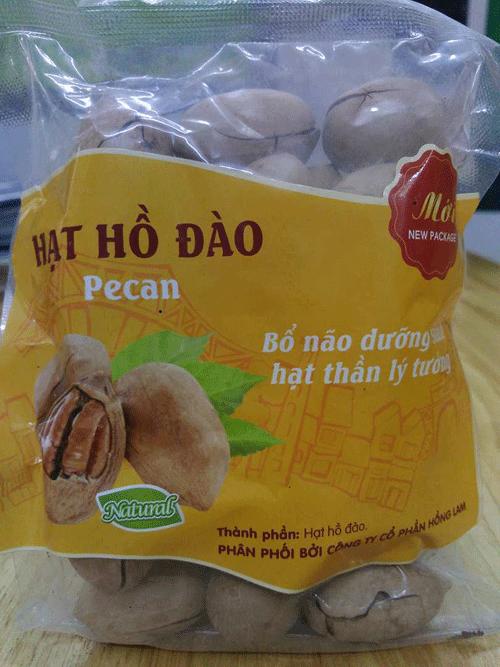 Mới
NEW PACKAGE
HẠT HỒ ĐÀO
Pecan
Bổ não dưỡng
hạt thần lý tưởng
Natural
Thành phần: Hạt hồ đào.
PHÂN PHỐI BỞI CÔNG TY CỔ PHẦN HỒNG LAM